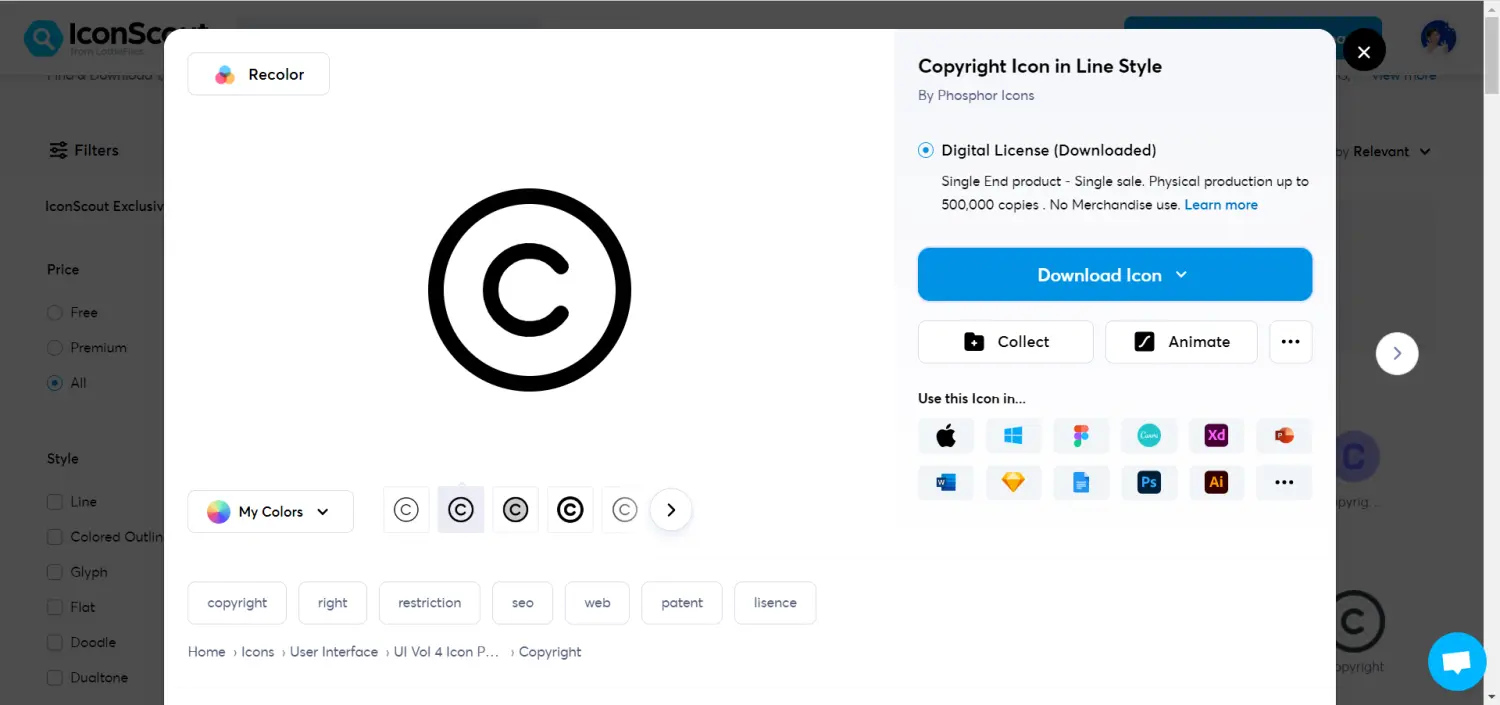 IconScout
from LottieFiles
Recolor
Copyright Icon in Line Style
By Phosphor Icons
View more
Filters
by Relevant
Digital License (Downloaded)
Single End product - Single sale. Physical production up to
500,000 copies . No Merchandise use. Learn more
IconScout Exclusiv
Price
Free
Premium
All
Download Icon
Collect
Animate
Use this Icon in...
Canva
Xd
P
W
Ps
Ai
Style
Line
Colored Outlin
Glyph
Flat
Doodle
Dualtone
My Colors
copyright
right
restriction
seo
web
patent
lisence
Home › Icons › User Interface › UI Vol 4 Icon P... › Copyright